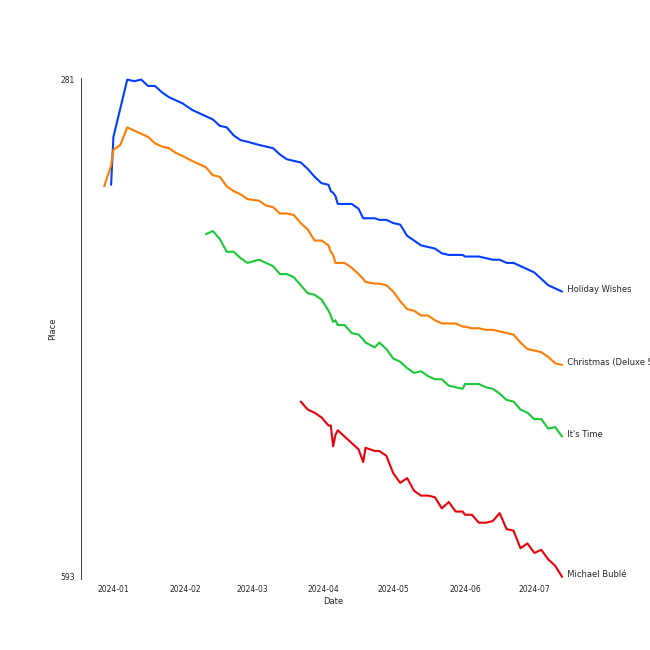 281
Holiday Wishes
Place
Christmas (Deluxe S
It's Time
593
Michael Bublé
2024-01 2024-02 2024-03 2024-04 2024-05 2024-06 2024-07
Date